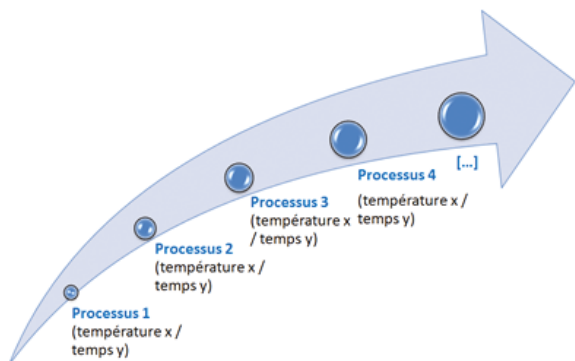 Processus 1
(température x /
temps y)
Processus 2
(température x /
temps y)
Processus 3
(température x
/ temps y)
Processus 4
(température x /
temps y)
[...]